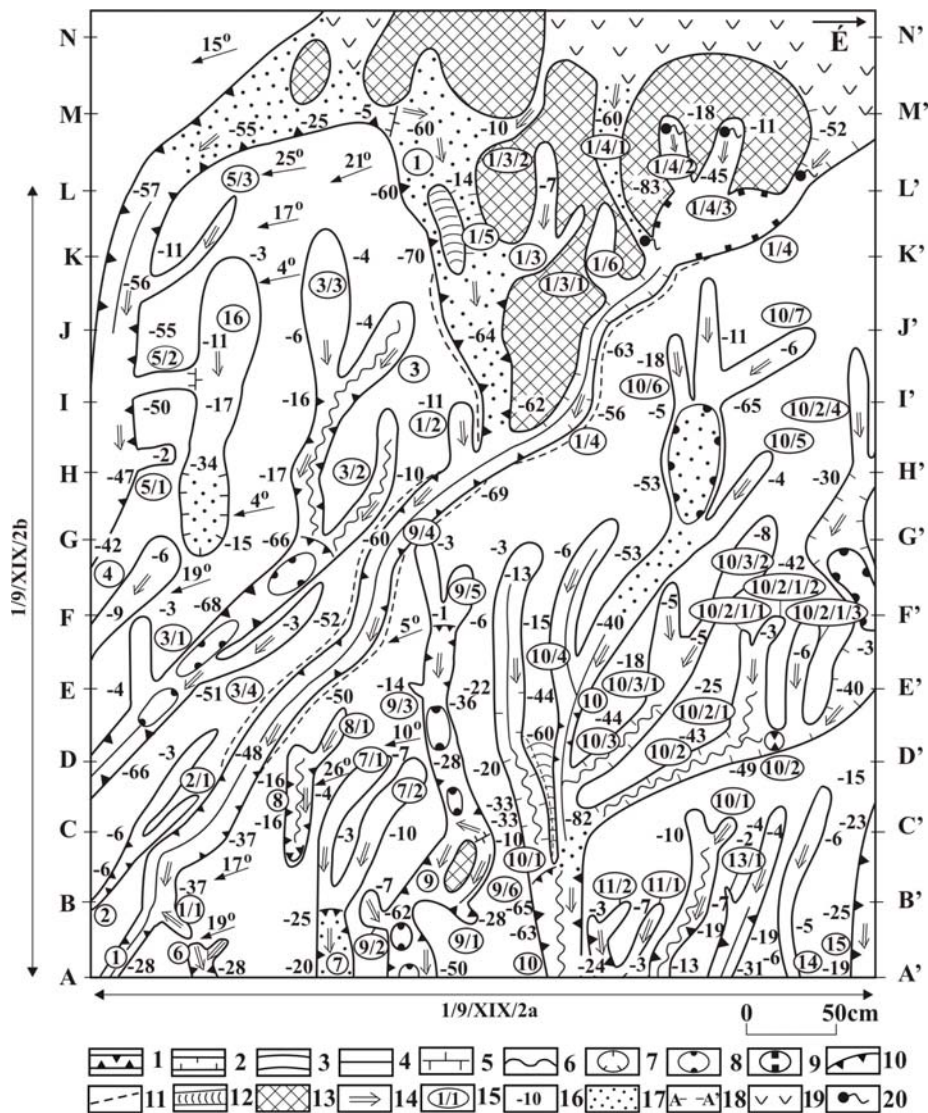 N N'
15° É
M -5 -10 -60 -18 -11 M'
-55 -25 -60 -52
1 1/3/2 1/4/1 1/4/2
25° 21°
L -57 5/3 -60 -14 -7 -83 -45 L'
17° 1/5 1/4/3
K -11 -3 4° 3/3 -4 -70 1/3 1/3/1 1/6 1/4 K'
-56
J -55 16 -11 -6 -4 -64 -63 -18 -11 10/7 -6 J'
5/2 3 10/6
I -50 -17 -16 -11 1/2 -62 -56 -5 -65 10/2/4 I'
1/4 10/5
H -47 -2 -34 -17 3/2 -10 -69 -53 -4 -30 H'
5/1 4°
G -42 -15 -66 -60 9/4 -3 -3 -6 -53 -8 G'
4 -6 19° -13 10/3/2 -42
-9 -3 -68 9/5 10/2/1/2
F -3 -52 5° -1 -6 -15 -40 -5 10/2/1/1 10/2/1/3 F'
3/1 10/4 -18 -5 -3 -6 -3
E -4 -51 3/4 -50 -14 9/3 -36 -22 -44 10 10/3/1 -25 -40 E'
8/1 10° -60 10/3 -44 10/2/1
D -66 -3 -48 7/1 -7 -28 -20 10/2 -43 -49 10/2 D'
2/1 -16 26° -4 7/2 -15
8 -33 10/1
C -6 -37 -16 -3 -10 -33 -10 -82 -10 -4 -4 -6 -23 C'
-6 17° 10/1 -2 13/1
9
B -37 -7 9/6 11/2 11/1 B'
2 1/1 -25 -62 -28 -65 -3 -7 -7 -19 -19 -5 -25
19° 9/2 9/1 -63 15
1 6 7 10
A -28 -28 -20 -50 -24 -3 -13 -31 -6 14 -19 A'
1/9/XIX/2b
1/9/XIX/2a
0 50cm
1 2 3 4 5 6 7 8 9 10
11 12 13 14 1/1 15 -10 16 17 A- A' 18 19 20